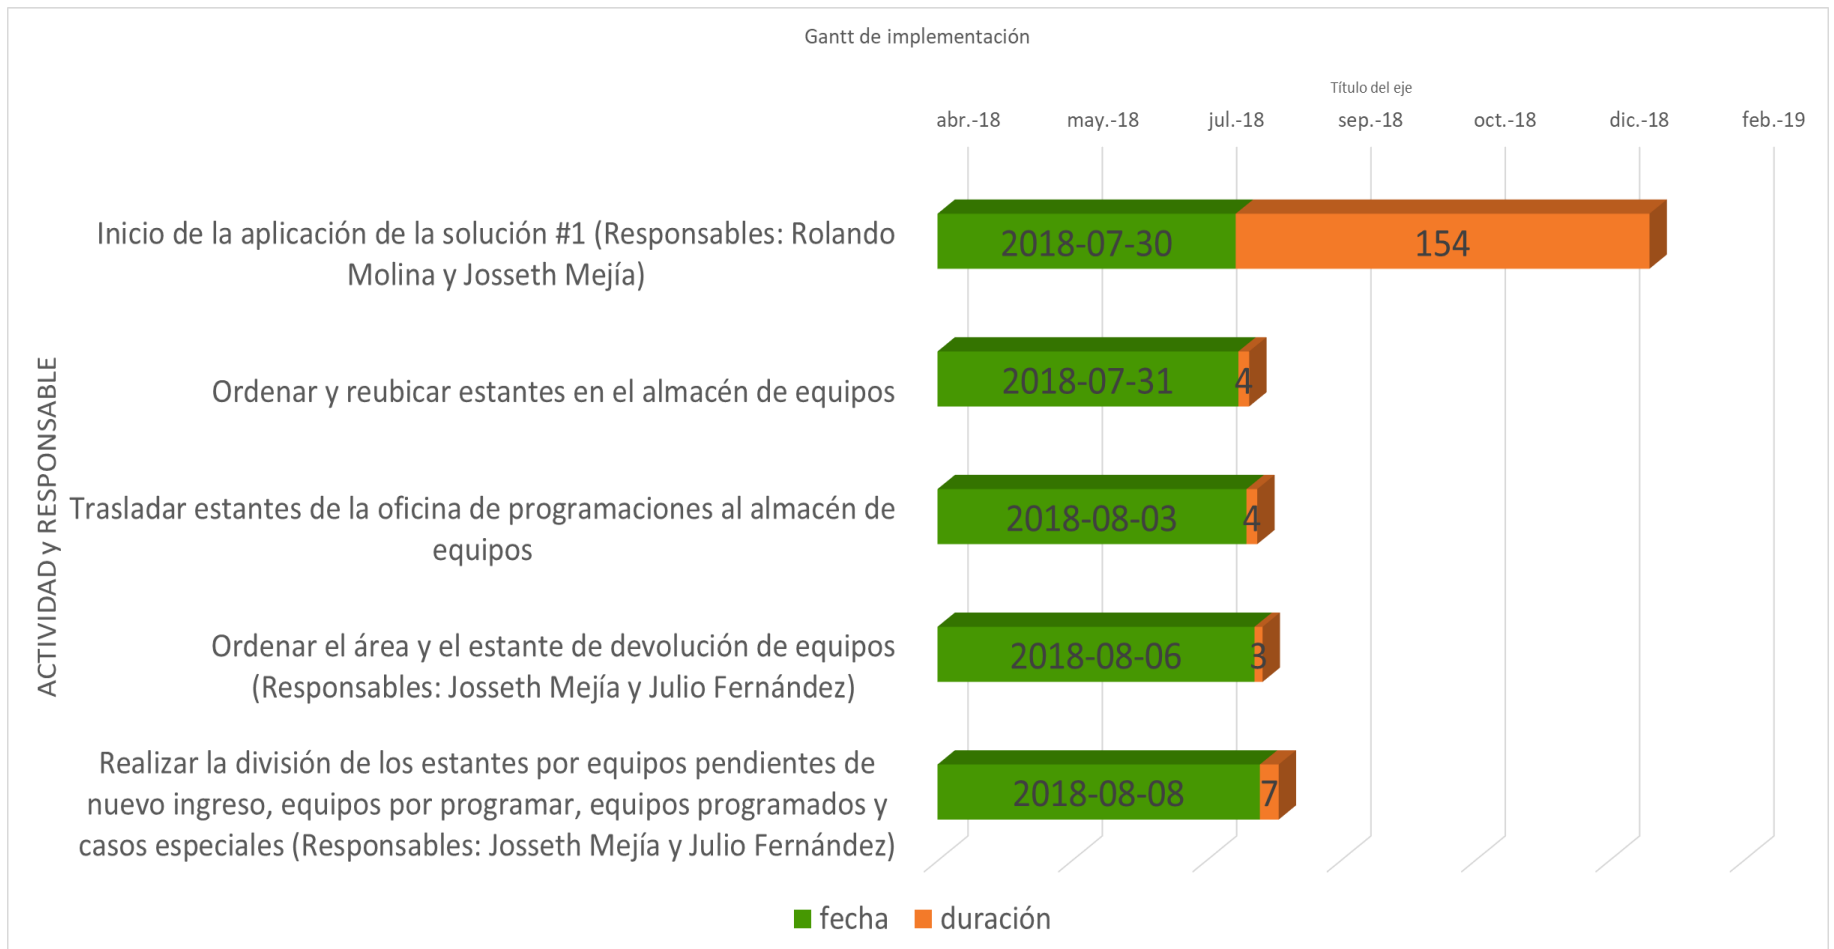 Gantt de implementación
Título del eje
abr.-18 may.-18 jul.-18 sep.-18 oct.-18 dic.-18 feb.-19
ACTIVIDAD y RESPONSABLE
Inicio de la aplicación de la solución #1 (Responsables: Rolando
Molina y Josseth Mejía)
2018-07-30 154
Ordenar y reubicar estantes en el almacén de equipos
2018-07-31 4
Trasladar estantes de la oficina de programaciones al almacén de
equipos
2018-08-03 4
Ordenar el área y el estante de devolución de equipos
(Responsables: Josseth Mejía y Julio Fernández)
2018-08-06 3
Realizar la división de los estantes por equipos pendientes de
nuevo ingreso, equipos por programar, equipos programados y
casos especiales (Responsables: Josseth Mejía y Julio Fernández)
2018-08-08 7
fecha duración